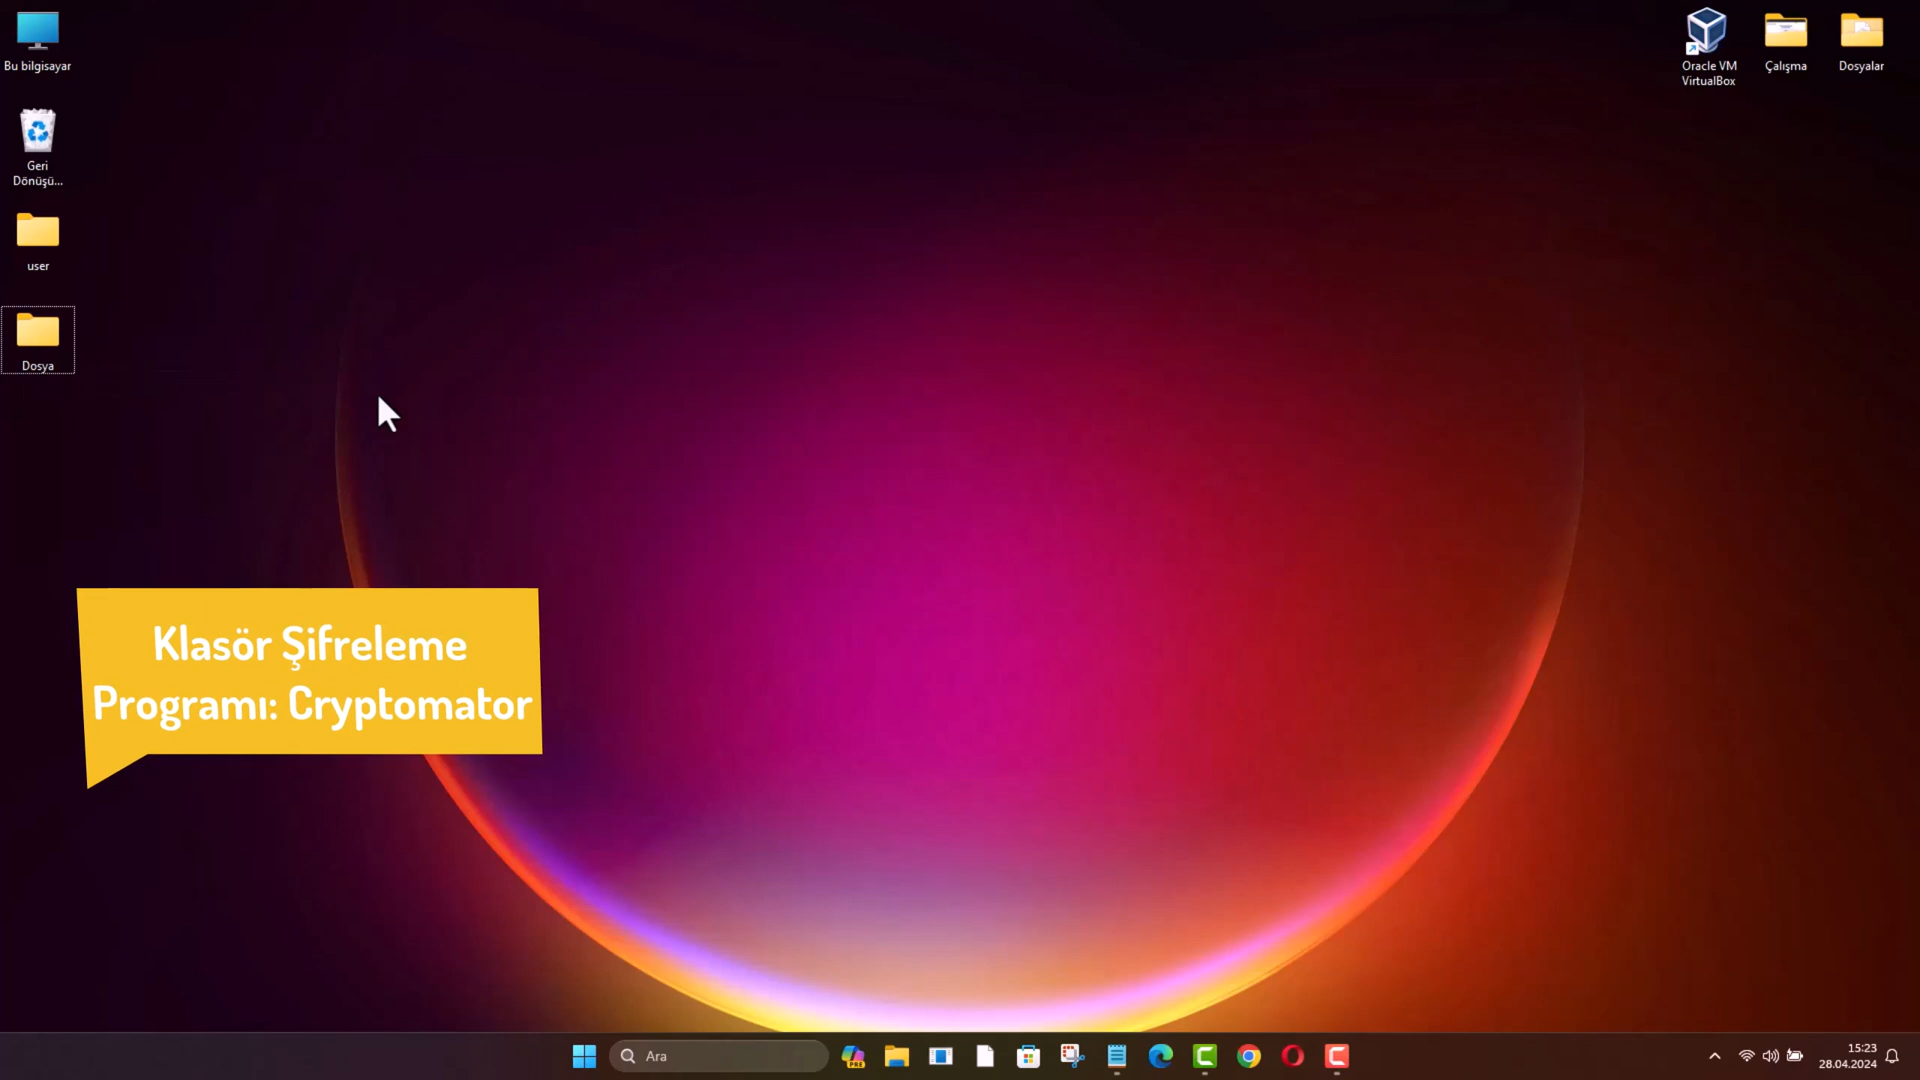 Bu bilgisayar
Geri
Dönüşü...
user
Dosya
Oracle VM
VirtualBox
Çalışma
Dosyalar
Klasör Şifreleme
Programı: Cryptomator
Ara
PRE
15:23
28.04.2024